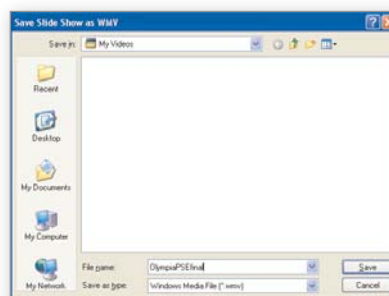 Save Slide Show as WMV
Save in: My Videos
Recent
Desktop
My Documents
My Computer
My Network
File name: OlympiaPSEfinal
Save
Save as type: Windows Media File (*.wmv)
Cancel